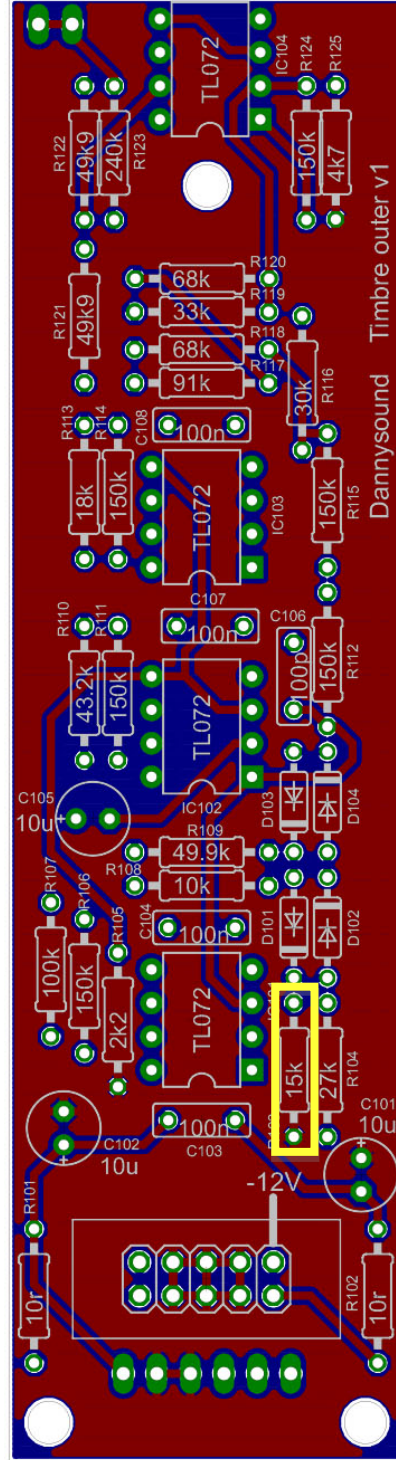 TL072
IC104
R124
R125
R122
49k9
240k
R123
150k
4k7
Dannysound Timbre outer v1
R120
68k
R119
33k
R121
49k9
R118
68k
R117
91k
30k
R116
C108
100n
R113
18k
R114
150k
TL072
IC103
150k
R115
C107
100n
C106
100p
R110
43.2k
R111
150k
TL072
IC102
150k
R112
C105
10u
+
D103
D104
R109
49.9k
R108
10k
R107
100k
R106
150k
R105
2k2
C104
100n
D101
D102
TL072
15k
27k
R104
C102
10u
+
100n
C103
C101
10u
+
-12V
R101
10r
R102
10r